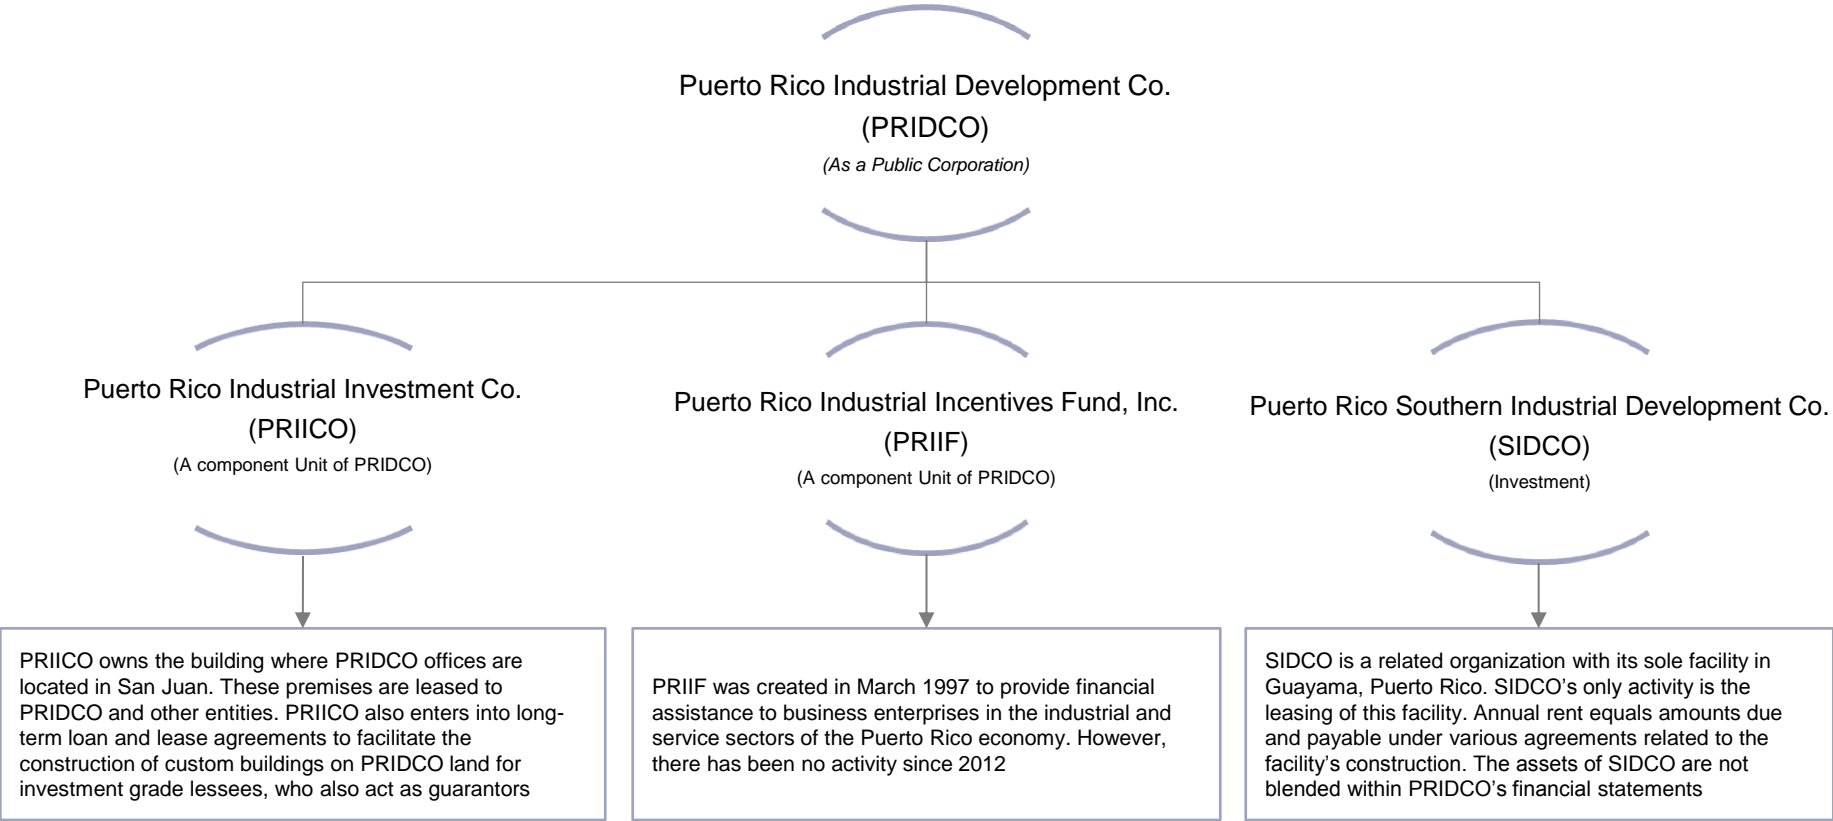 Puerto Rico Industrial Development Co.
(PRIDCO)
(As a Public Corporation)
Puerto Rico Industrial Investment Co.
(PRIICO)
(A component Unit of PRIDCO)
Puerto Rico Industrial Incentives Fund, Inc.
(PRIIF)
(A component Unit of PRIDCO)
Puerto Rico Southern Industrial Development Co.
(SIDCO)
(Investment)
PRIICO owns the building where PRIDCO offices are
located in San Juan. These premises are leased to
PRIDCO and other entities. PRIICO also enters into long-
term loan and lease agreements to facilitate the
construction of custom buildings on PRIDCO land for
investment grade lessees, who also act as guarantors
PRIIF was created in March 1997 to provide financial
assistance to business enterprises in the industrial and
service sectors of the Puerto Rico economy. However,
there has been no activity since 2012
SIDCO is a related organization with its sole facility in
Guayama, Puerto Rico. SIDCO’s only activity is the
leasing of this facility. Annual rent equals amounts due
and payable under various agreements related to the
facility’s construction. The assets of SIDCO are not
blended within PRIDCO’s financial statements